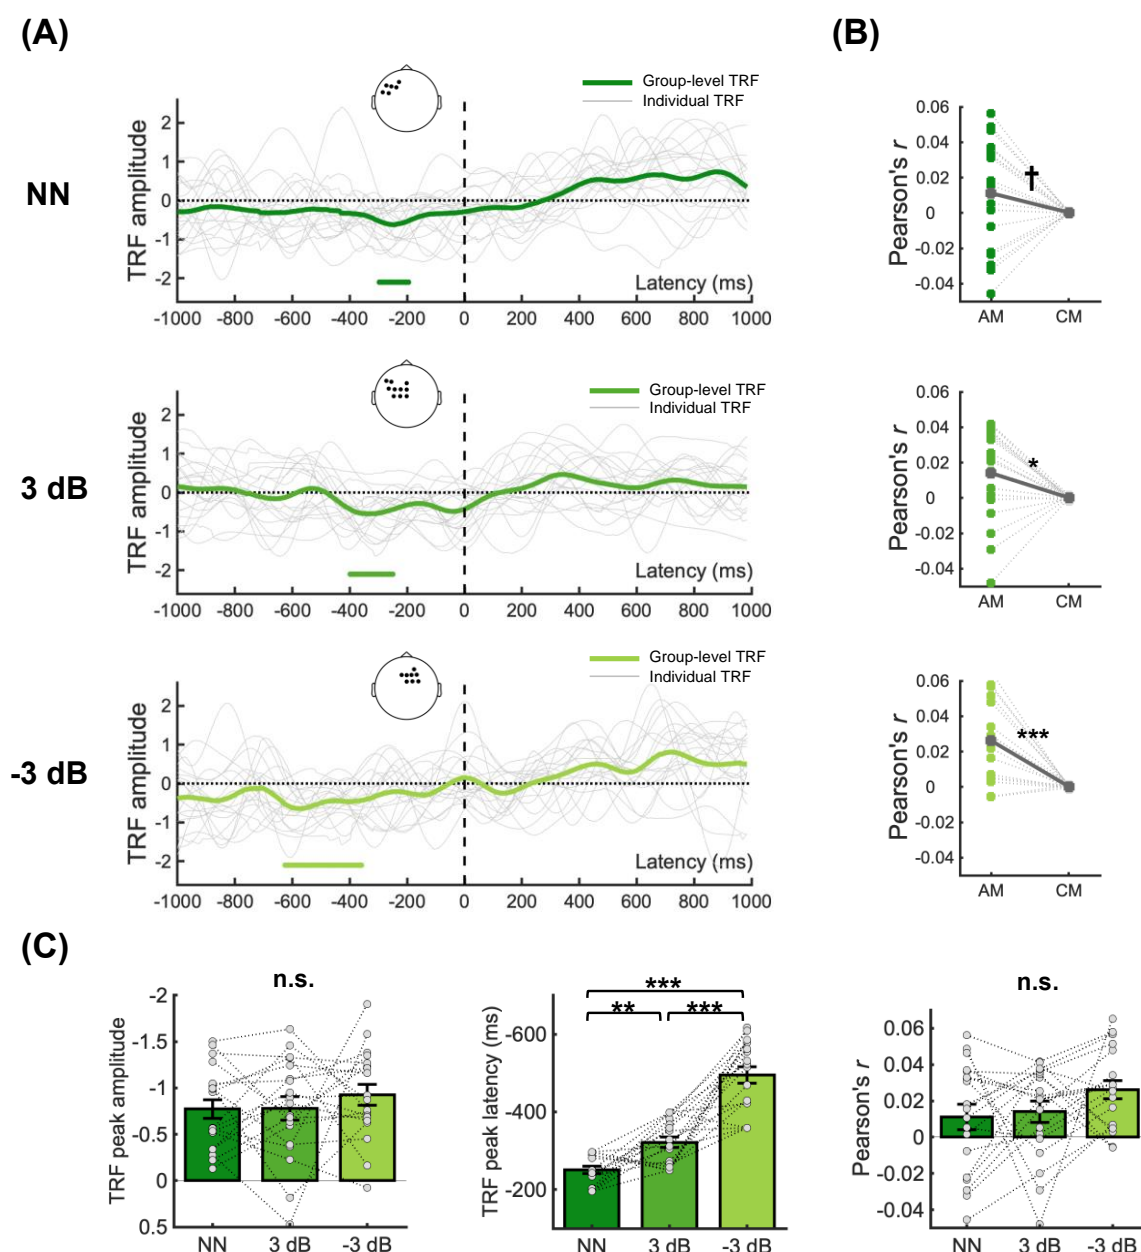 (A)
(B)
NN
Group-level TRF
Individual TRF
TRF amplitude
2
1
0
-1
-2
Latency (ms)
-1000 -800 -600 -400 -200 0 200 400 600 800 1000
Pearson's r
0.06
0.04
0.02
0
-0.02
-0.04
†
AM CM
3 dB
Group-level TRF
Individual TRF
TRF amplitude
2
1
0
-1
-2
Latency (ms)
-1000 -800 -600 -400 -200 0 200 400 600 800 1000
Pearson's r
0.06
0.04
0.02
0
-0.02
-0.04
*
AM CM
-3 dB
Group-level TRF
Individual TRF
TRF amplitude
2
1
0
-1
-2
Latency (ms)
-1000 -800 -600 -400 -200 0 200 400 600 800 1000
Pearson's r
0.06
0.04
0.02
0
-0.02
-0.04
***
AM CM
(C)
n.s.
TRF peak amplitude
-2
-1.5
-1
-0.5
0
0.5
NN 3 dB -3 dB
***
** ***
TRF peak latency (ms)
-600
-400
-200
NN 3 dB -3 dB
n.s.
Pearson's r
0.06
0.04
0.02
0
-0.02
-0.04
NN 3 dB -3 dB